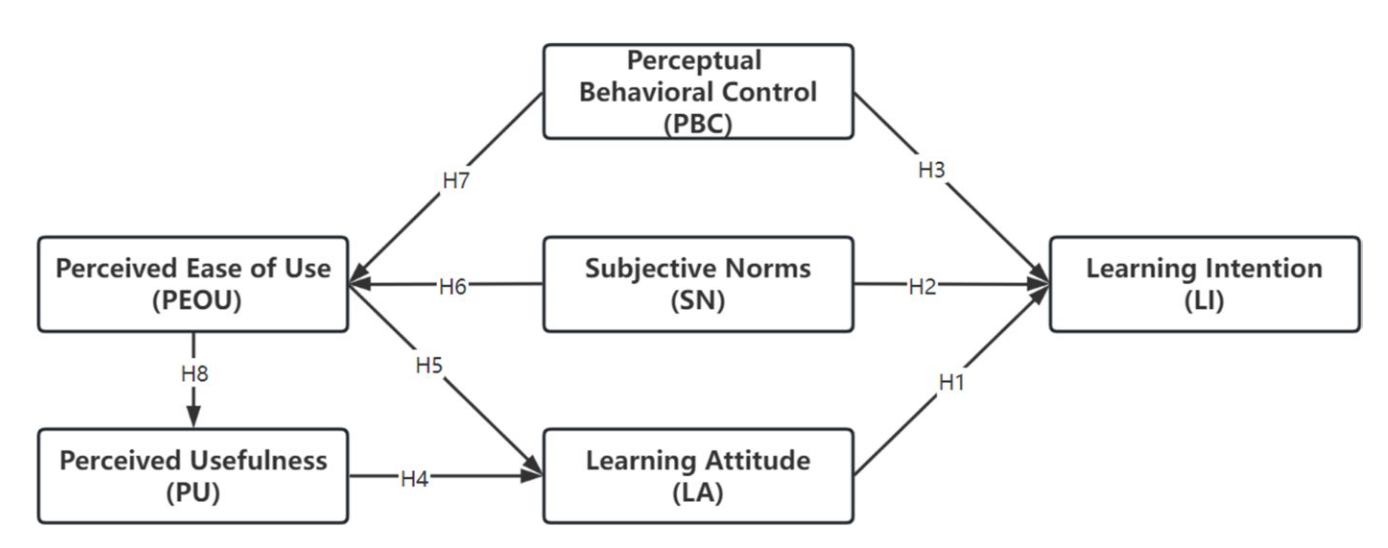 Perceptual
Behavioral Control
(PBC)
H7
H3
Perceived Ease of Use
(PEOU)
H6
Subjective Norms
(SN)
H2
Learning Intention
(LI)
H8
H5
H1
Perceived Usefulness
(PU)
H4
Learning Attitude
(LA)